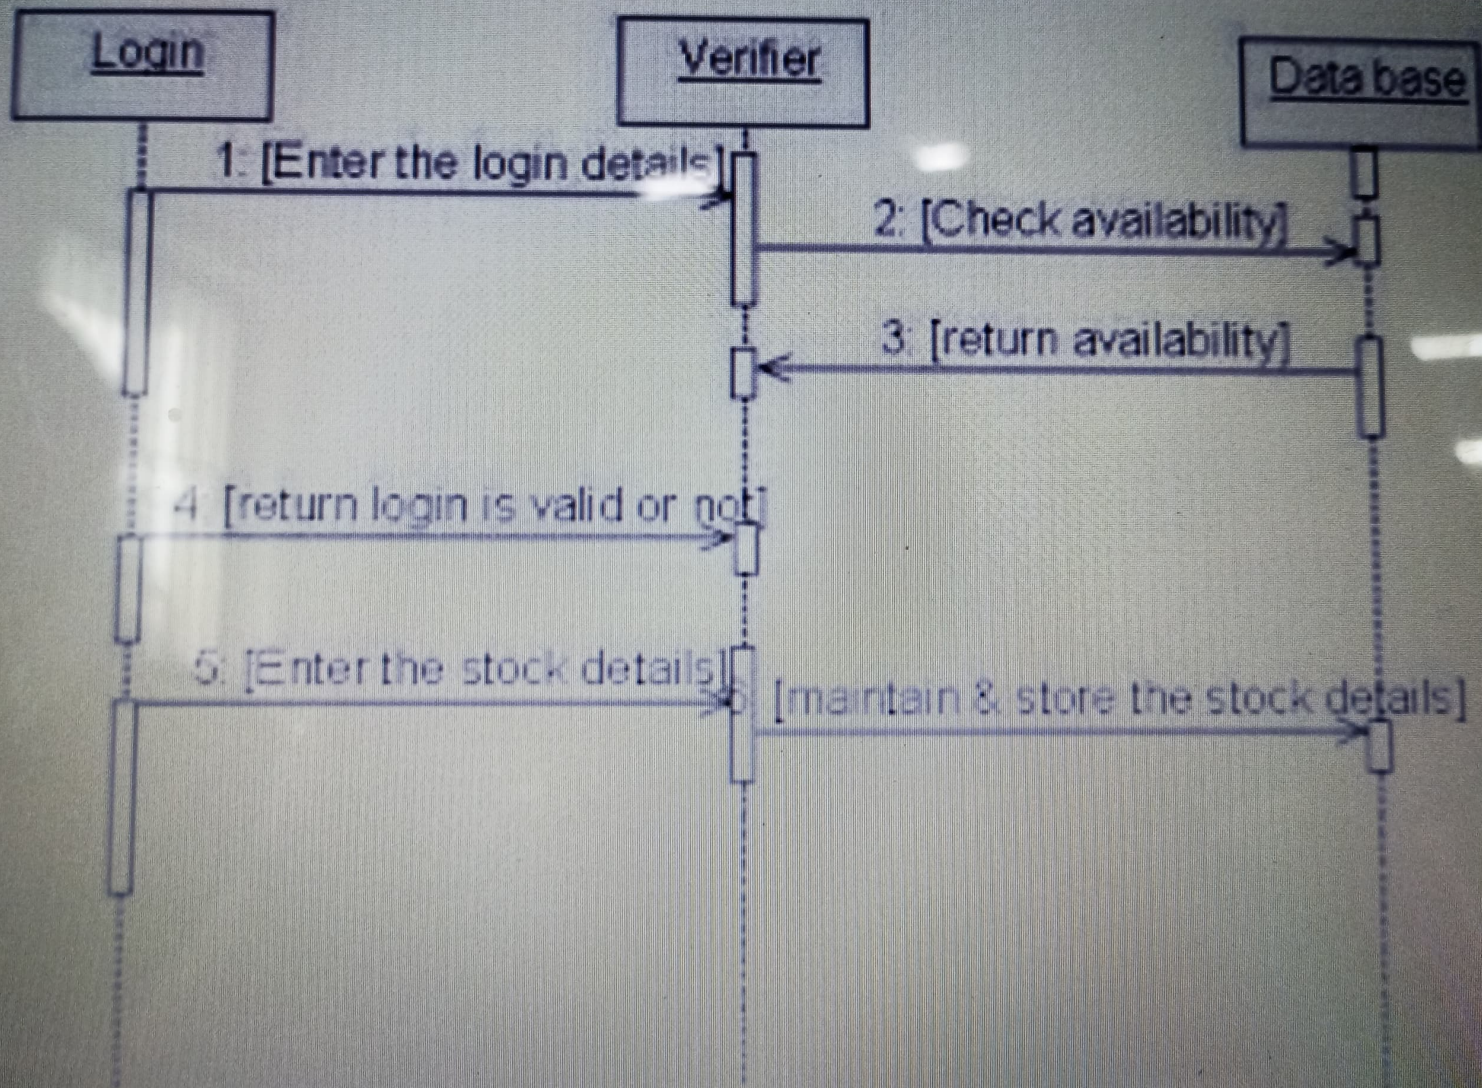 Login
Verifier
Data base
1: [Enter the login details]
2: [Check availability]
3: [return availability]
4: [return login is valid or not]
5: [Enter the stock details]
[maintain & store the stock details]